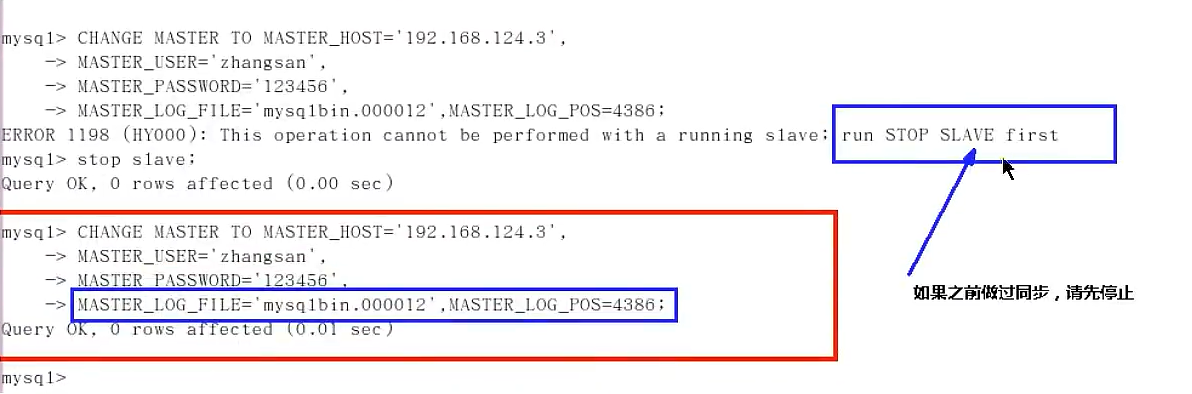 mysql> CHANGE MASTER TO MASTER_HOST='192.168.124.3',
-> MASTER_USER='zhangsan',
-> MASTER_PASSWORD='123456',
-> MASTER_LOG_FILE='mysqlbin.000012',MASTER_LOG_POS=4386;
ERROR 1198 (HY000): This operation cannot be performed with a running slave; run STOP SLAVE first
mysql> stop slave;
Query OK, 0 rows affected (0.00 sec)
mysql> CHANGE MASTER TO MASTER_HOST='192.168.124.3',
-> MASTER_USER='zhangsan',
-> MASTER_PASSWORD='123456',
-> MASTER_LOG_FILE='mysqlbin.000012',MASTER_LOG_POS=4386;
如果之前做过同步，请先停止
Query OK, 0 rows affected (0.01 sec)
mysql>